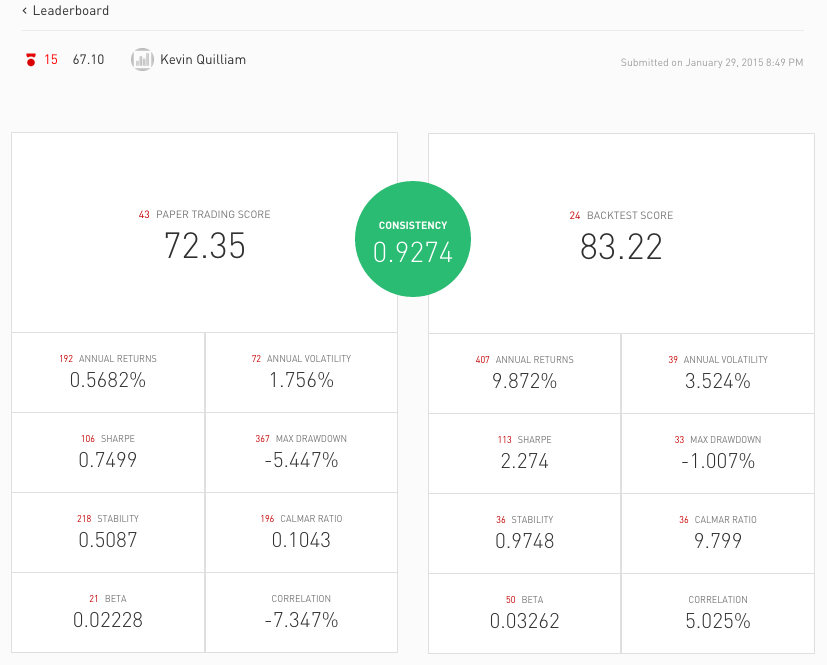 ‹ Leaderboard
15 67.10 Kevin Quilliam
Submitted on January 29, 2015 8:49 PM
43 PAPER TRADING SCORE
72.35
CONSISTENCY
0.9274
24 BACKTEST SCORE
83.22
192 ANNUAL RETURNS
0.5682%
72 ANNUAL VOLATILITY
1.756%
106 SHARPE
0.7499
367 MAX DRAWDOWN
-5.447%
218 STABILITY
0.5087
196 CALMAR RATIO
0.1043
21 BETA
0.02228
CORRELATION
-7.347%
407 ANNUAL RETURNS
9.872%
39 ANNUAL VOLATILITY
3.524%
113 SHARPE
2.274
33 MAX DRAWDOWN
-1.007%
36 STABILITY
0.9748
36 CALMAR RATIO
9.799
50 BETA
0.03262
CORRELATION
5.025%